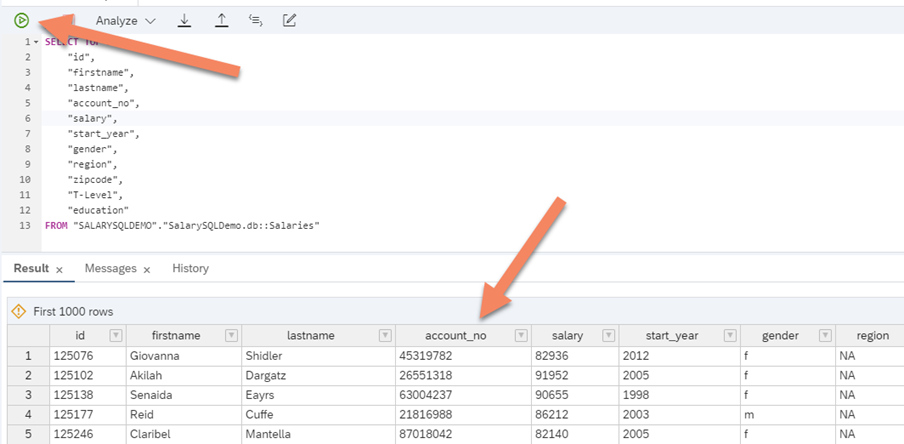 Analyze
1 SELECT
2 "id",
3 "firstname",
4 "lastname",
5 "account_no",
6 "salary",
7 "start_year",
8 "gender",
9 "region",
10 "zipcode",
11 "T-Level",
12 "education"
13 FROM "SALARYSQLDEMO"."SalarySQLDemo.db::Salaries"
Result × Messages × History
First 1000 rows
id firstname lastname account_no salary start_year gender region
1 125076 Giovanna Shidler 45319782 82936 2012 f NA
2 125102 Akilah Dargatz 26551318 91952 2005 f NA
3 125138 Senaida Eayrs 63004237 90655 1998 f NA
4 125177 Reid Cuffe 21816988 86212 2003 m NA
5 125246 Claribel Mantella 87018042 82140 2005 f NA